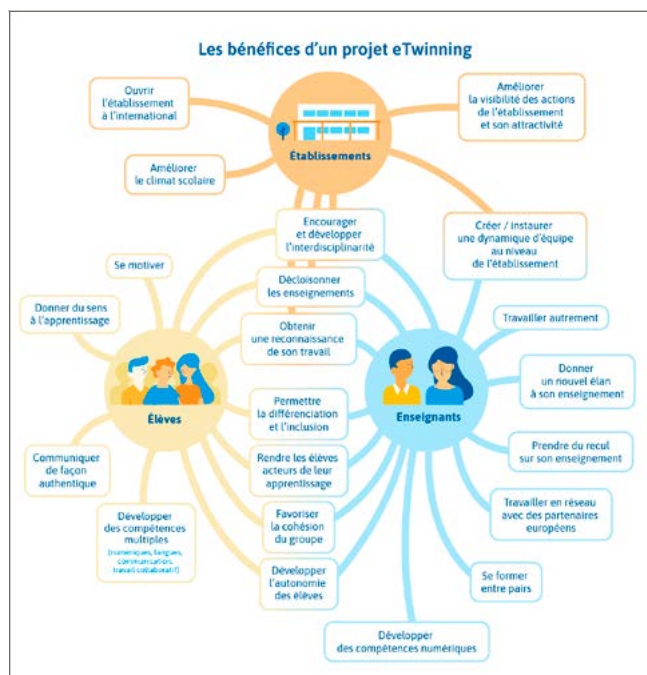 Les bénéfices d'un projet eTwinning
Ouvrir
l'établissement
à l'international
Améliorer
la visibilité des actions
de l'établissement
et son attractivité
Établissements
Améliorer
le climat scolaire
Encourager
et développer
l'interdisciplinarité
Créer / instaurer
une dynamique d'équipe
au niveau
de l'établissement
Se motiver
Décloisonner
les enseignements
Donner du sens
à l'apprentissage
Obtenir
une reconnaissance
de son travail
Travailler autrement
Donner
un nouvel élan
à son enseignement
Élèves
Permettre
la différenciation
et l'inclusion
Enseignants
Communiquer
de façon
authentique
Rendre les élèves
acteurs de leur
apprentissage
Prendre du recul
sur son enseignement
Développer
des compétences
multiples
(numériques, langues,
communication,
travail collaboratif)
Favoriser
la cohésion
du groupe
Travailler en réseau
avec des partenaires
européens
Développer
l'autonomie
des élèves
Se former
entre pairs
Développer
des compétences numériques